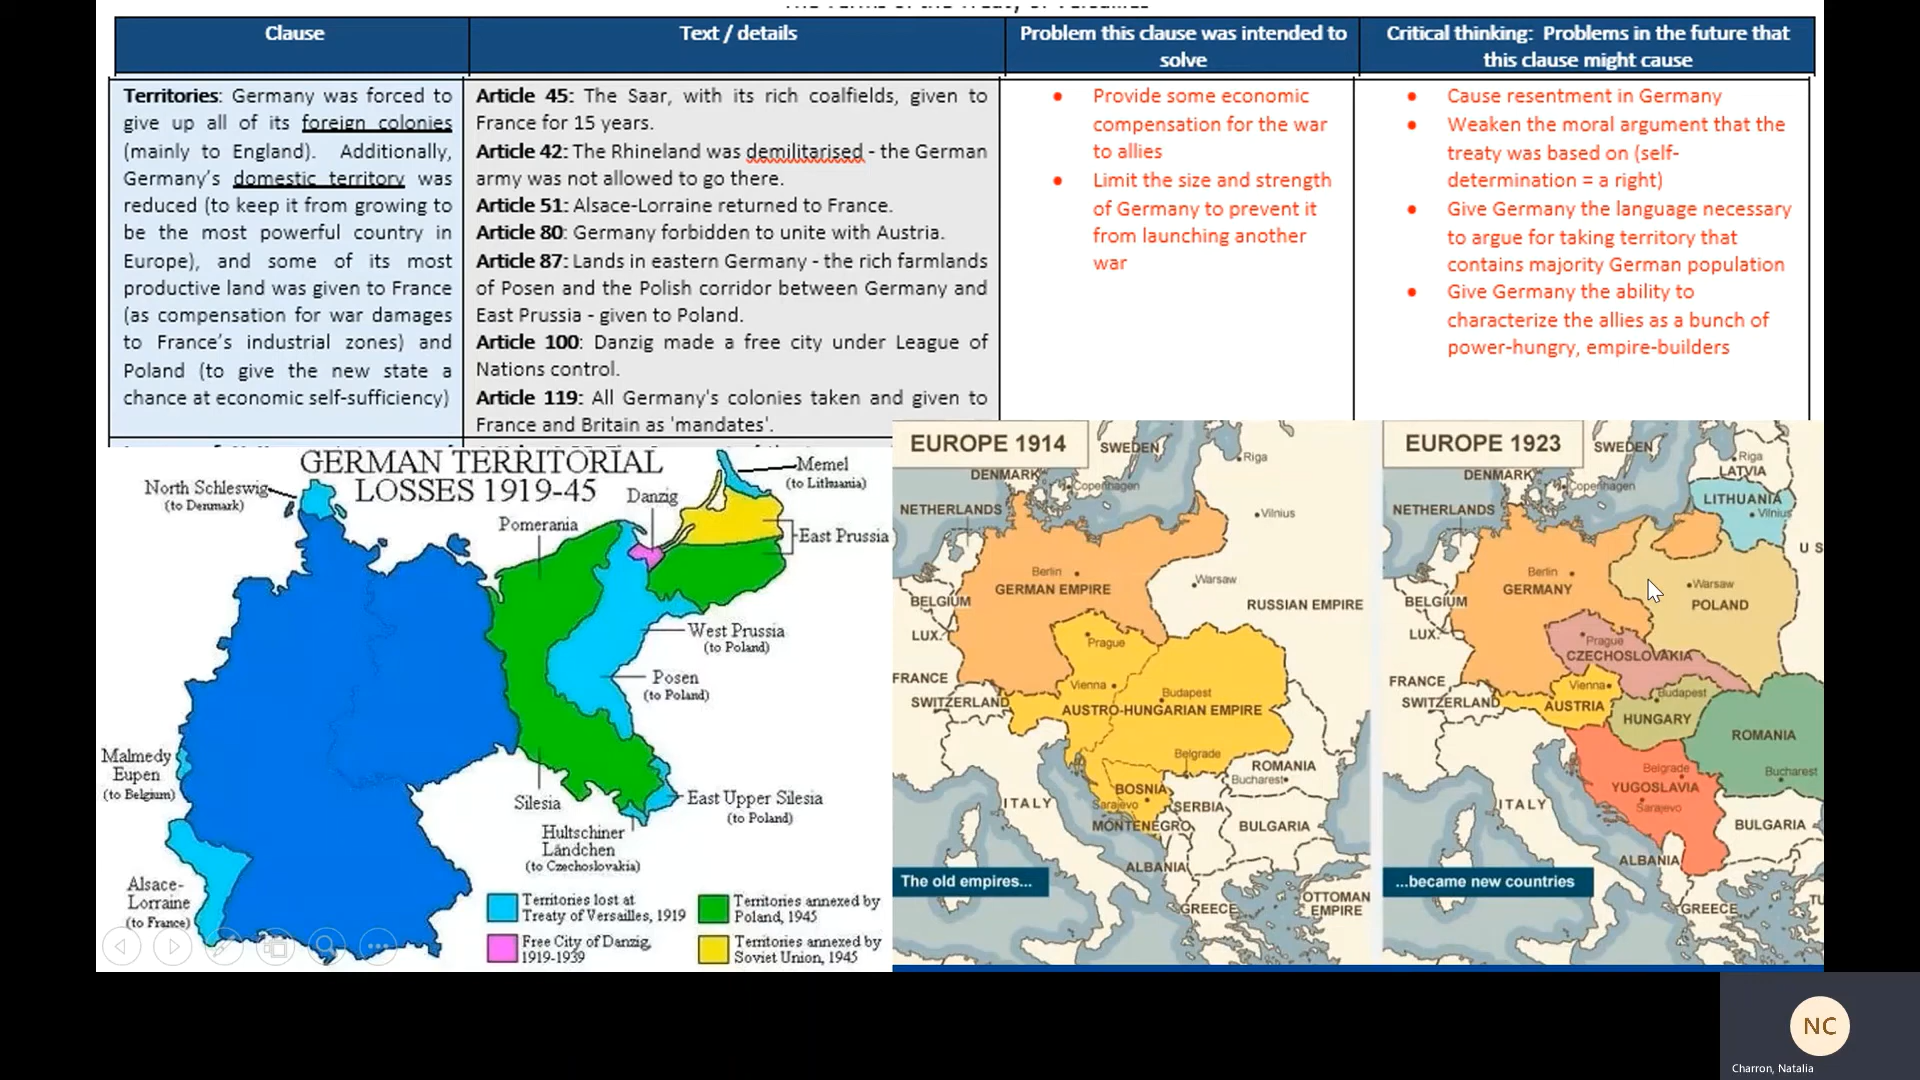 The Terms of the Treaty of Versailles
Clause
Text / details
Problem this clause was intended to
solve
Critical thinking: Problems in the future that
this clause might cause
Territories: Germany was forced to
give up all of its foreign colonies
(mainly to England). Additionally,
Germany's domestic territory was
reduced (to keep it from growing to
be the most powerful country in
Europe), and some of its most
productive land was given to France
(as compensation for war damages
to France's industrial zones) and
Poland (to give the new state a
chance at economic self-sufficiency)
Article 45: The Saar, with its rich coalfields, given to
France for 15 years.
Article 42: The Rhineland was demilitarised - the German
army was not allowed to go there.
Article 51: Alsace-Lorraine returned to France.
Article 80: Germany forbidden to unite with Austria.
Article 87: Lands in eastern Germany - the rich farmlands
of Posen and the Polish corridor between Germany and
East Prussia - given to Poland.
Article 100: Danzig made a free city under League of
Nations control.
Article 119: All Germany's colonies taken and given to
France and Britain as 'mandates'.
• Provide some economic
compensation for the war
to allies
• Limit the size and strength
of Germany to prevent it
from launching another
war
• Cause resentment in Germany
• Weaken the moral argument that the
treaty was based on (self-
determination = a right)
• Give Germany the language necessary
to argue for taking territory that
contains majority German population
• Give Germany the ability to
characterize the allies as a bunch of
power-hungry, empire-builders
GERMAN TERRITORIAL
LOSSES 1919-45
North Schleswig
(to Denmark)
Memel
(to Lithuania)
Danzig
Pomerania
East Prussia
West Prussia
(to Poland)
Posen
(to Poland)
Malmedy
Eupen
(to Belgium)
Silesia
East Upper Silesia
(to Poland)
Hultschiner
Ländchen
(to Czechoslovakia)
Alsace-
Lorraine
(to France)
Territories lost at
Treaty of Versailles, 1919
Territories annexed by
Poland, 1945
Free City of Danzig,
1919-1939
Territories annexed by
Soviet Union, 1945
EUROPE 1914
SWEDEN
Riga
DENMARK
Copenhagen
NETHERLANDS
Vilnius
Berlin
GERMAN EMPIRE
Warsaw
BELGIUM
RUSSIAN EMPIRE
LUX.
Prague
FRANCE
Vienna
Budapest
SWITZERLAND
AUSTRO-HUNGARIAN EMPIRE
Belgrade
ROMANIA
Bucharest
ITALY
BOSNIA
Sarajevo
SERBIA
MONTENEGRO
BULGARIA
ALBANIA
The old empires...
GREECE
OTTOMAN
EMPIRE
EUROPE 1923
SWEDEN
Riga
LATVIA
DENMARK
Copenhagen
LITHUANIA
NETHERLANDS
Vilnius
U S
Berlin
GERMANY
Warsaw
POLAND
BELGIUM
LUX.
Prague
CZECHOSLOVAKIA
FRANCE
Vienna
Budapest
SWITZERLAND
AUSTRIA
HUNGARY
ROMANIA
Belgrade
Bucharest
YUGOSLAVIA
ITALY
Sarajevo
BULGARIA
ALBANIA
...became new countries
GREECE
TU
NC
Charron, Natalia